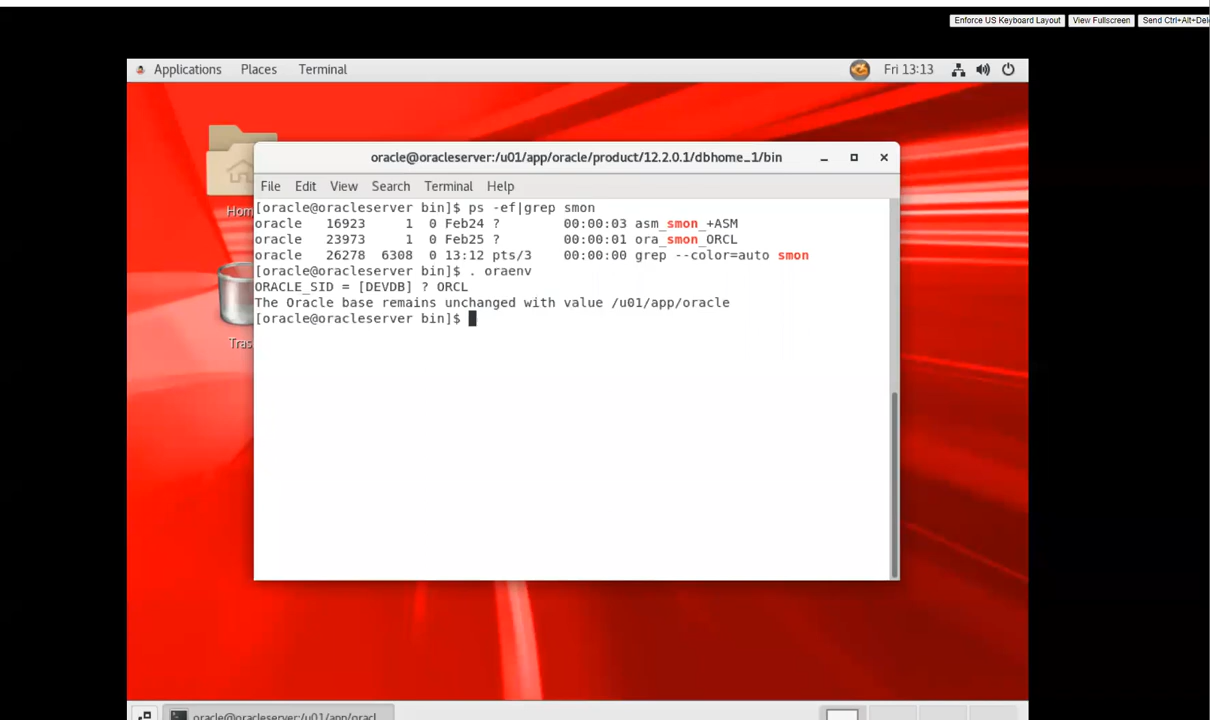 Enforce US Keyboard Layout View Fullscreen Send Ctrl+Alt+Del
Applications Places Terminal Fri 13:13
Hom
Tras
oracle@oracleserver:/u01/app/oracle/product/12.2.0.1/dbhome_1/bin
File Edit View Search Terminal Help
[oracle@oracleserver bin]$ ps -ef|grep smon
oracle 16923 1 0 Feb24 ? 00:00:03 asm_smon_+ASM
oracle 23973 1 0 Feb25 ? 00:00:01 ora_smon_ORCL
oracle 26278 6308 0 13:12 pts/3 00:00:00 grep --color=auto smon
[oracle@oracleserver bin]$ . oraenv
ORACLE_SID = [DEVDB] ? ORCL
The Oracle base remains unchanged with value /u01/app/oracle
[oracle@oracleserver bin]$
oracle@oracleserver:/u01/app/oracl